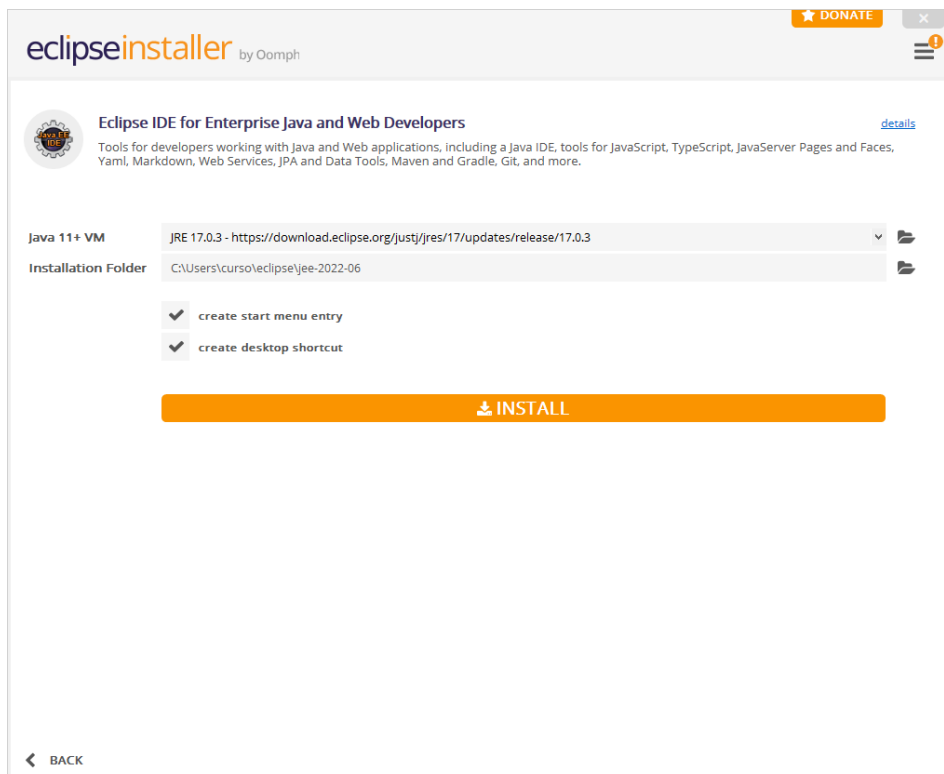 DONATE
eclipseinstaller by Oomph
Eclipse IDE for Enterprise Java and Web Developers
details
Java EE
IDE
Tools for developers working with Java and Web applications, including a Java IDE, tools for JavaScript, TypeScript, JavaServer Pages and Faces,
Yaml, Markdown, Web Services, JPA and Data Tools, Maven and Gradle, Git, and more.
Java 11+ VM
JRE 17.0.3 - https://download.eclipse.org/justj/jres/17/updates/release/17.0.3
Installation Folder
C:\Users\curso\eclipse\jee-2022-06
create start menu entry
create desktop shortcut
INSTALL
BACK